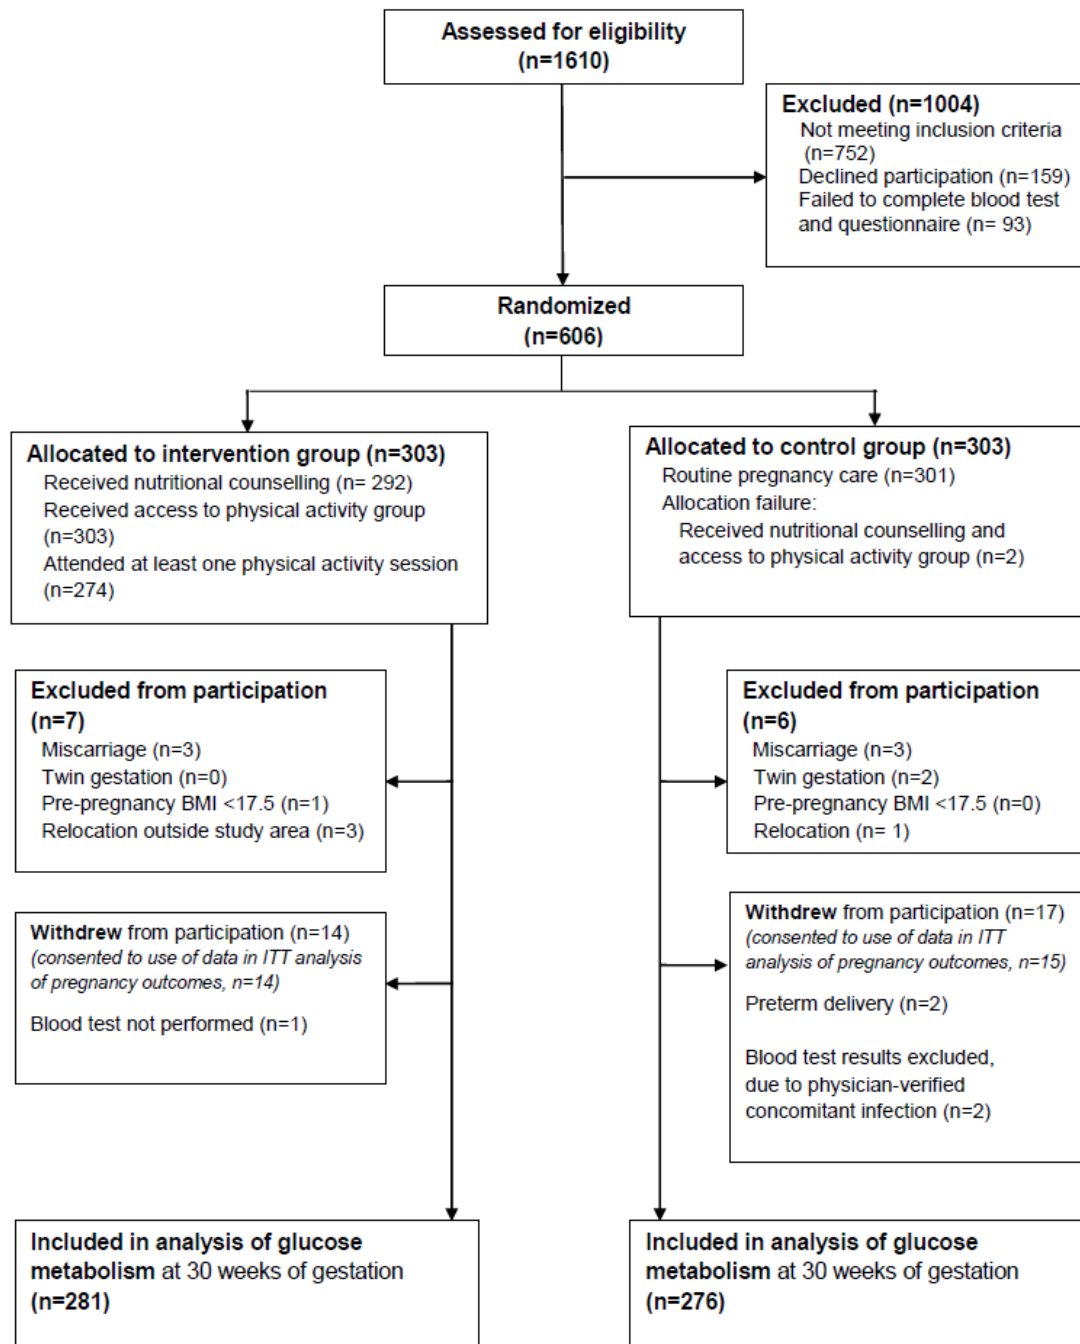 Assessed for eligibility
(n=1610)
Excluded (n=1004)
Not meeting inclusion criteria
(n=752)
Declined participation (n=159)
Failed to complete blood test
and questionnaire (n= 93)
Randomized
(n=606)
Allocated to intervention group (n=303)
Received nutritional counselling (n= 292)
Received access to physical activity group
(n=303)
Attended at least one physical activity session
(n=274)
Allocated to control group (n=303)
Routine pregnancy care (n=301)
Allocation failure:
Received nutritional counselling and
access to physical activity group (n=2)
Excluded from participation
(n=7)
Miscarriage (n=3)
Twin gestation (n=0)
Pre-pregnancy BMI <17.5 (n=1)
Relocation outside study area (n=3)
Excluded from participation
(n=6)
Miscarriage (n=3)
Twin gestation (n=2)
Pre-pregnancy BMI <17.5 (n=0)
Relocation (n= 1)
Withdrew from participation (n=14)
(consented to use of data in ITT analysis
of pregnancy outcomes, n=14)
Blood test not performed (n=1)
Withdrew from participation (n=17)
(consented to use of data in ITT
analysis of pregnancy outcomes, n=15)
Preterm delivery (n=2)
Blood test results excluded,
due to physician-verified
concomitant infection (n=2)
Included in analysis of glucose
metabolism at 30 weeks of gestation
(n=281)
Included in analysis of glucose
metabolism at 30 weeks of gestation
(n=276)